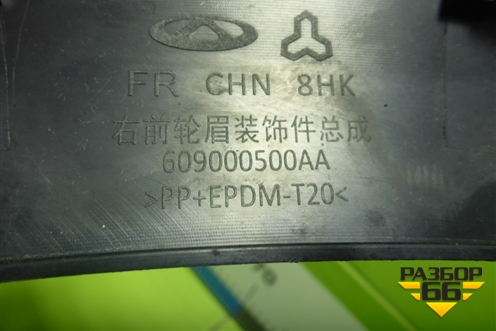 FR CHN 8HK
右前轮眉装饰件总成
609000500AA
>PP+EPDM-T20<
РАЗБОР
66